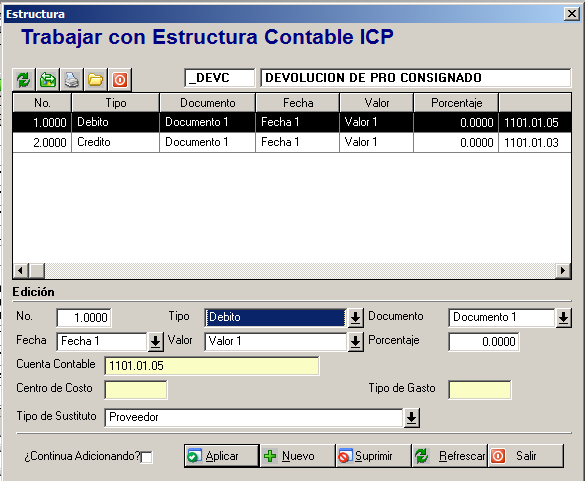 Estructura
Trabajar con Estructura Contable ICP
_DEVC DEVOLUCION DE PRO CONSIGNADO
No. Tipo Documento Fecha Valor Porcentaje
1.0000 Debito Documento 1 Fecha 1 Valor 1 0.0000 1101.01.05
2.0000 Credito Documento 1 Fecha 1 Valor 1 0.0000 1101.01.03
Edición
No. 1.0000 Tipo Debito Documento Documento 1
Fecha Fecha 1 Valor Valor 1 Porcentaje 0.0000
Cuenta Contable 1101.01.05
Centro de Costo Tipo de Gasto
Tipo de Sustituto Proveedor
¿Continua Adicionando? Aplicar Nuevo Suprimir Refrescar Salir